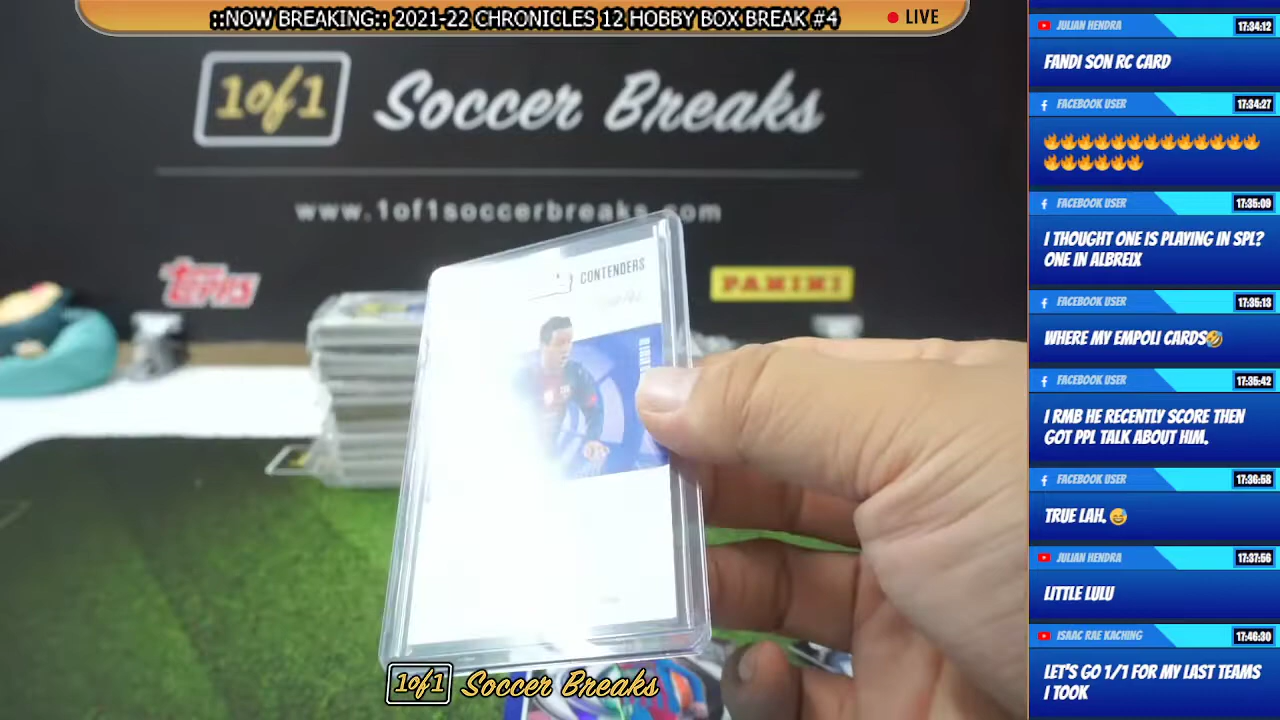 ::NOW BREAKING:: 2021-22 CHRONICLES 12 HOBBY BOX BREAK #4
LIVE
1of1 Soccer Breaks
www.1of1soccerbreaks.com
TOPPS
PANINI
CONTENDERS
1of1 Soccer Breaks
JULIAN HENDRA 17:34:12
FANDI SON RC CARD
FACEBOOK USER 17:34:27
🔥🔥🔥🔥🔥🔥🔥🔥🔥🔥🔥🔥🔥
🔥🔥🔥🔥🔥🔥
FACEBOOK USER 17:35:09
I THOUGHT ONE IS PLAYING IN SPL?
ONE IN ALBREIX
FACEBOOK USER 17:35:13
WHERE MY EMPOLI CARDS🤣
FACEBOOK USER 17:35:42
I RMB HE RECENTLY SCORE THEN
GOT PPL TALK ABOUT HIM.
FACEBOOK USER 17:36:58
TRUE LAH. 😅
JULIAN HENDRA 17:37:56
LITTLE LULU
ISAAC RAE KACHING 17:46:30
LET'S GO 1/1 FOR MY LAST TEAMS
I TOOK